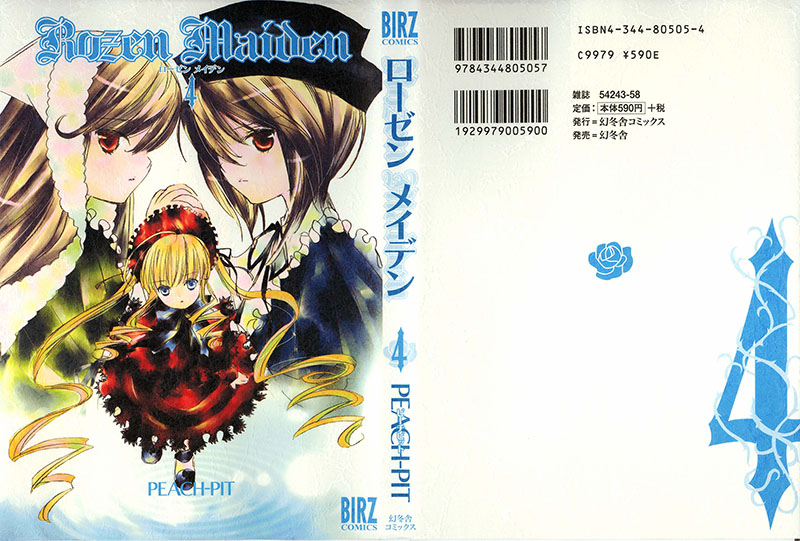 Rozen Maiden
ローゼン メイデン
4
PEACH-PIT
BIRZ
COMICS
BIRZ
COMICS
ローゼン メイデン
4
PEACH-PIT
幻冬舎
コミックス
9784344805057
1929979005900
ISBN4-344-80505-4
C9979 ¥590E
雑誌 54243-58
定価：本体590円＋税
発行＝幻冬舎コミックス
発売＝幻冬舎
4